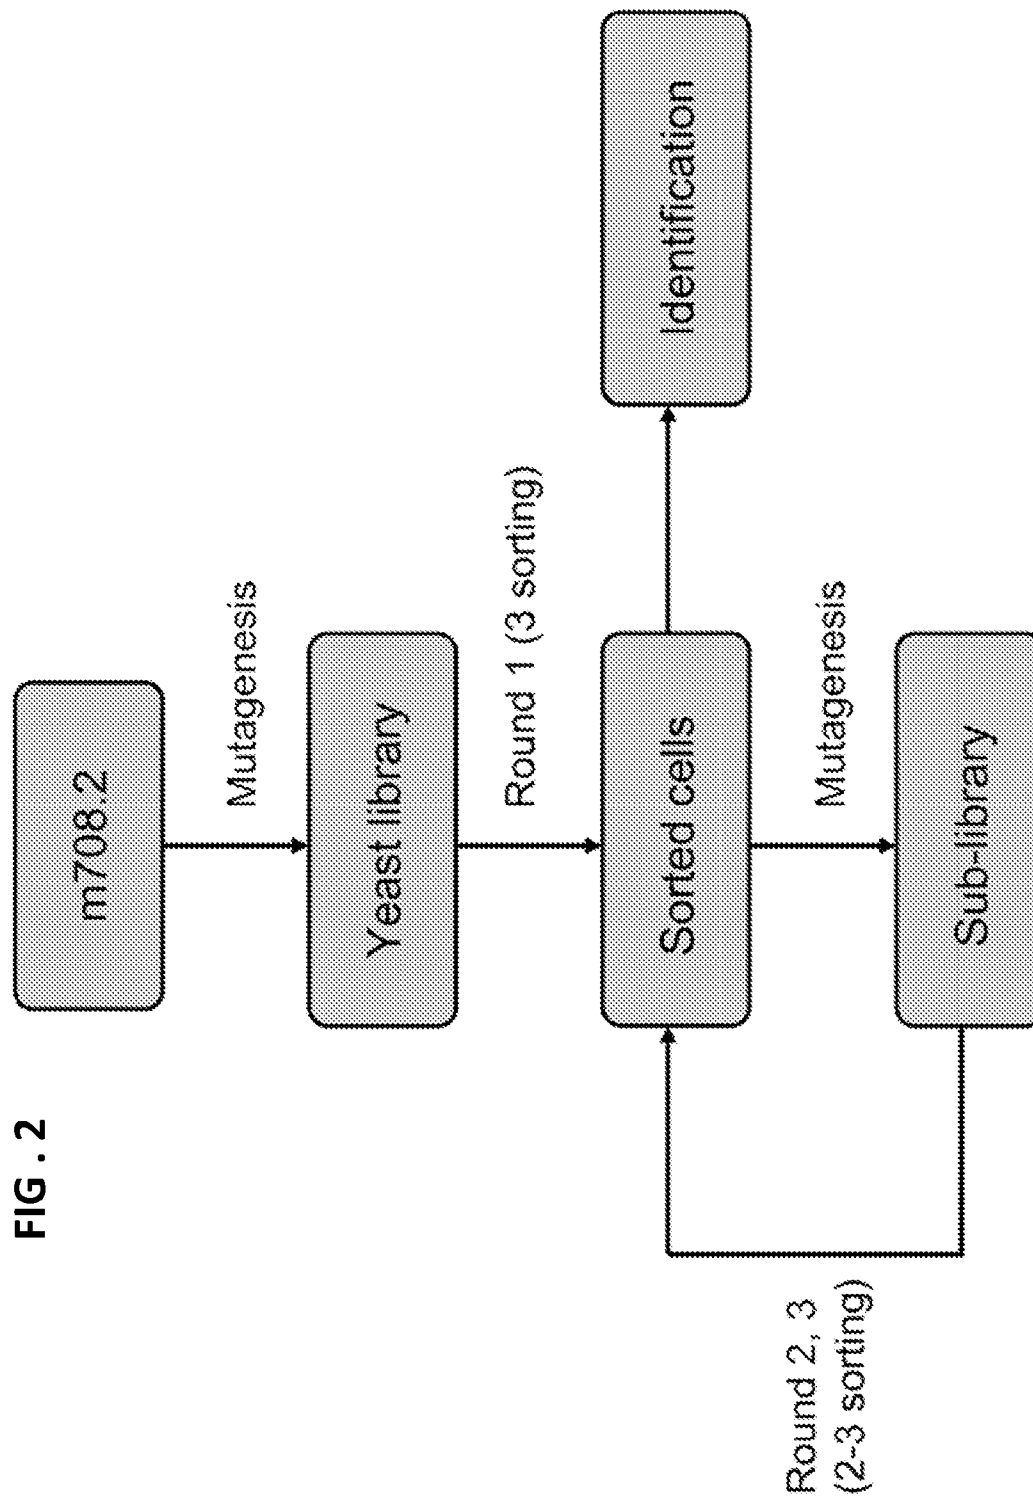 FIG . 2
m708.2
Mutagenesis
Yeast library
Round 1 (3 sorting)
Sorted cells
Identification
Mutagenesis
Sub-library
Round 2, 3
(2-3 sorting)